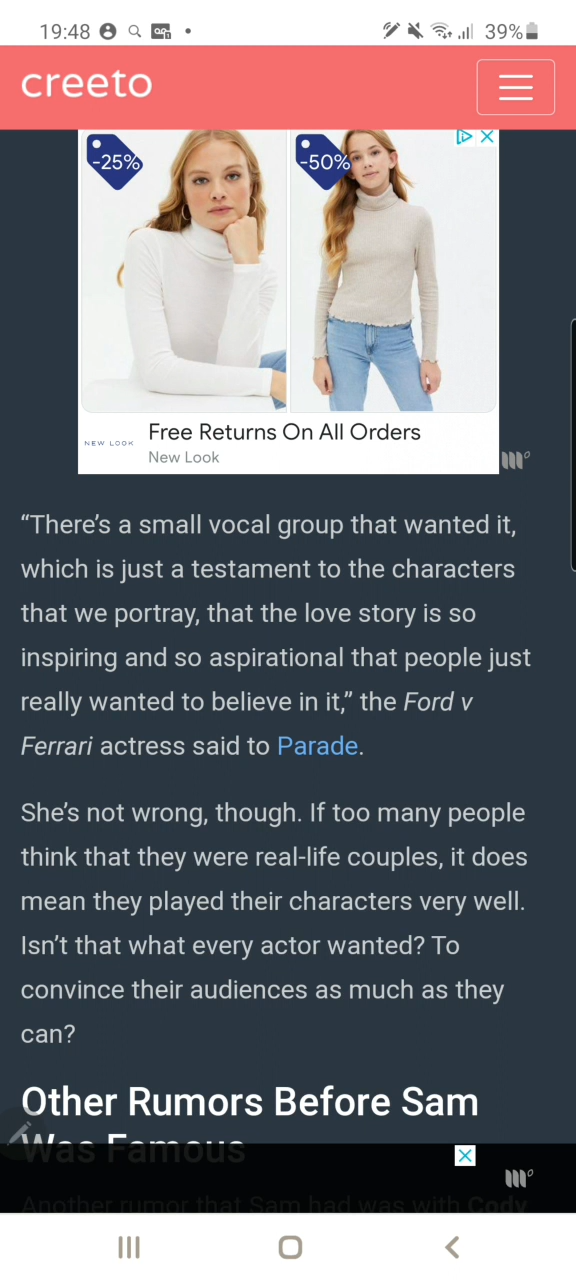 19:48 39%
creeto
-25% -50%
NEW LOOK Free Returns On All Orders
New Look
“There’s a small vocal group that wanted it,
which is just a testament to the characters
that we portray, that the love story is so
inspiring and so aspirational that people just
really wanted to believe in it,” the Ford v
Ferrari actress said to Parade.
She’s not wrong, though. If too many people
think that they were real-life couples, it does
mean they played their characters very well.
Isn’t that what every actor wanted? To
convince their audiences as much as they
can?
Other Rumors Before Sam
Was Famous
Another rumor that Sam had was with Cody